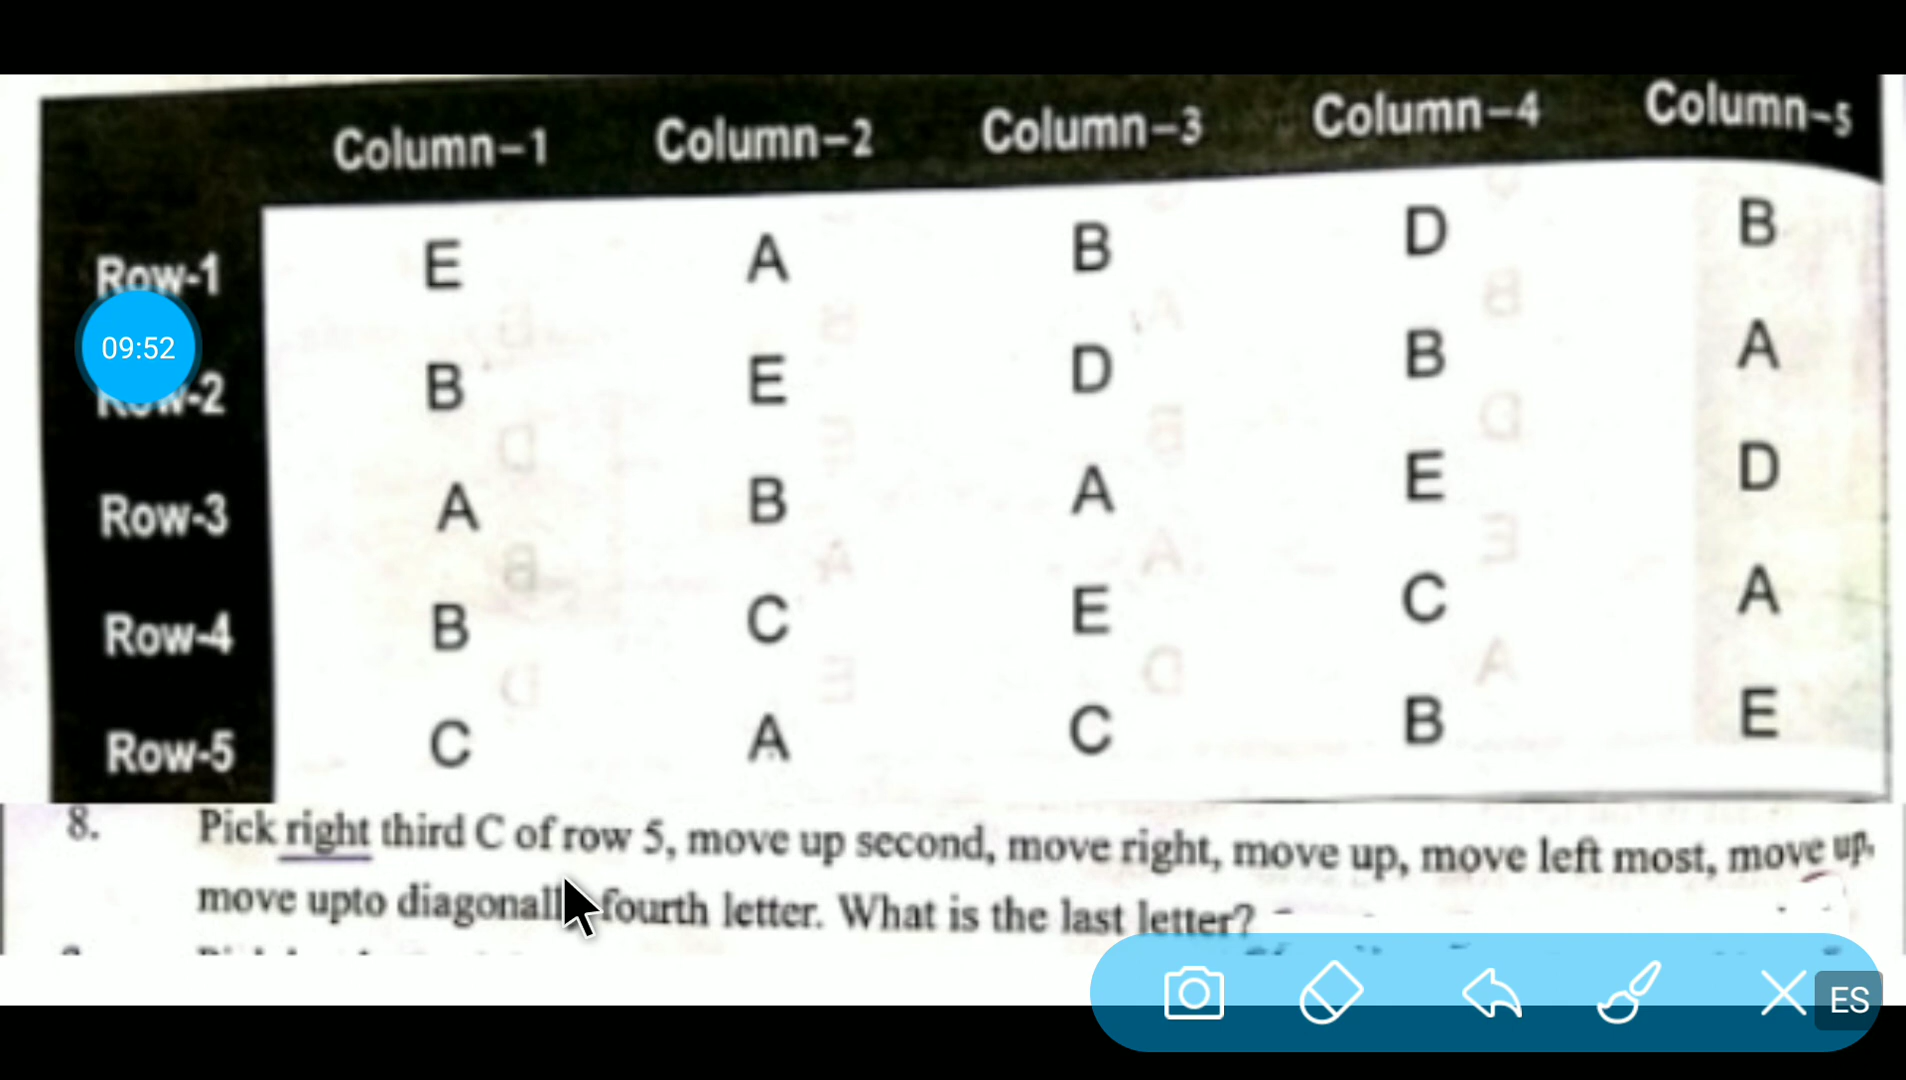 Column-1 Column-2 Column-3 Column-4 Column-5
Row-1 E A B D B
09:52
Row-2 B E D B A
Row-3 A B A E D
Row-4 B C E C A
Row-5 C A C B E
8. Pick right third C of row 5, move up second, move right, move up, move left most, move up,
move upto diagonall fourth letter. What is the last letter?
ES